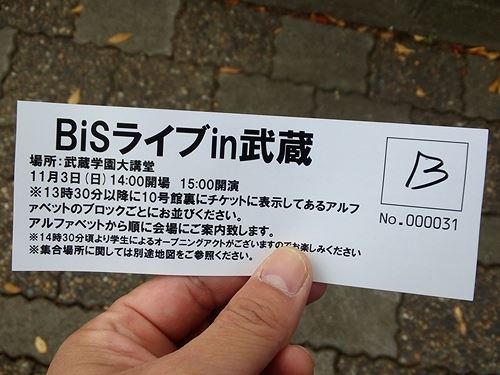 BiSライブin武蔵
場所：武蔵学園大講堂
11月3日（日）14:00開場　15:00開演
※13時30分以降に10号館裏にチケットに表示してあるアルフ
ァベットのブロックごとにお並びください。
アルファベットから順に会場にご案内致します。
※14時30分頃より学生によるオープニングアウトがございますのでお楽しみください
※集合場所に関しては別途地図をご参照ください。
B
No.000031